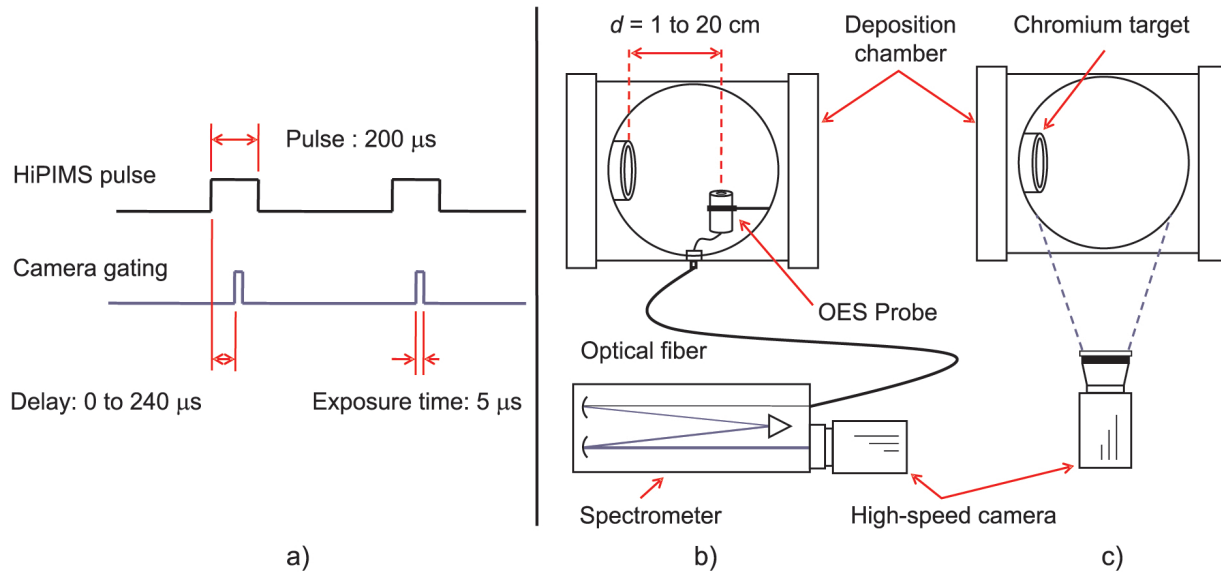 Pulse : 200 μs
HiPIMS pulse
Camera gating
Delay: 0 to 240 μs
Exposure time: 5 μs
a)
d = 1 to 20 cm
Deposition
chamber
OES Probe
Optical fiber
Spectrometer
b)
Chromium target
High-speed camera
c)